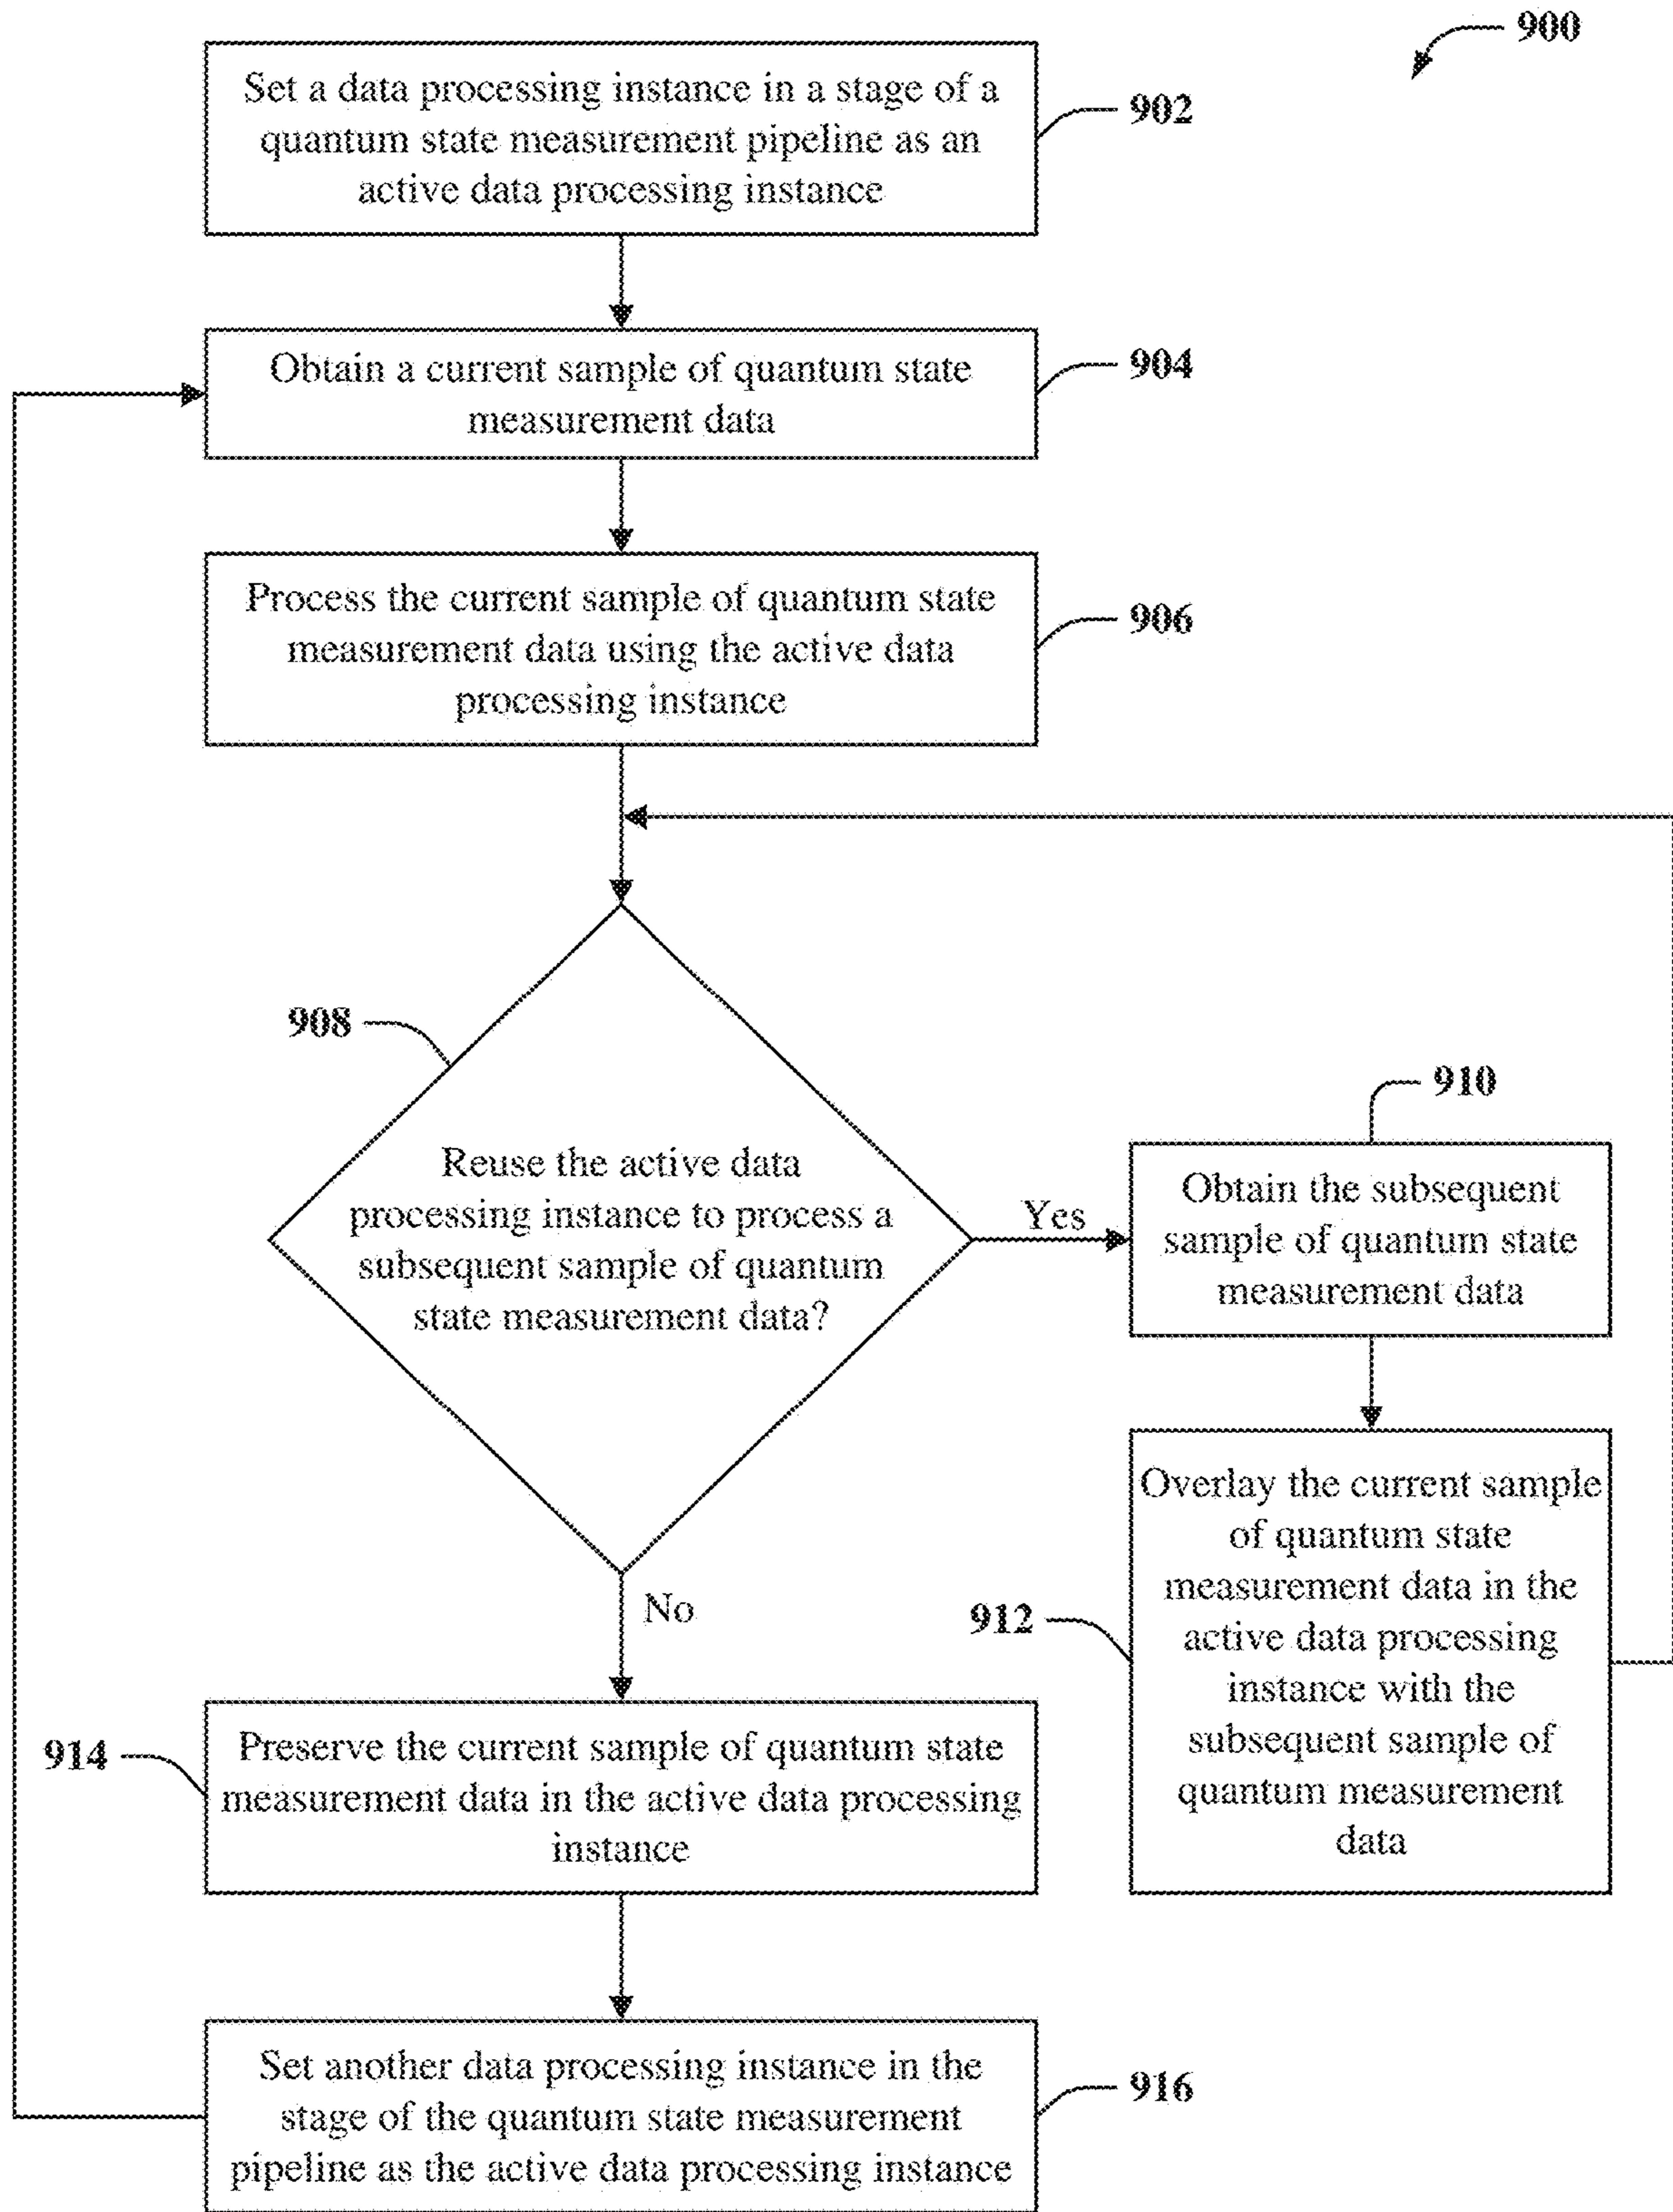 900
Set a data processing instance in a stage of a
quantum state measurement pipeline as an
active data processing instance
902
Obtain a current sample of quantum state
measurement data
904
Process the current sample of quantum state
measurement data using the active data
processing instance
906
908
Reuse the active data
processing instance to process a
subsequent sample of quantum
state measurement data?
Yes
910
Obtain the subsequent
sample of quantum state
measurement data
No
912
Overlay the current sample
of quantum state
measurement data in the
active data processing
instance with the
subsequent sample of
quantum measurement
data
914
Preserve the current sample of quantum state
measurement data in the active data processing
instance
Set another data processing instance in the
stage of the quantum state measurement
pipeline as the active data processing instance
916